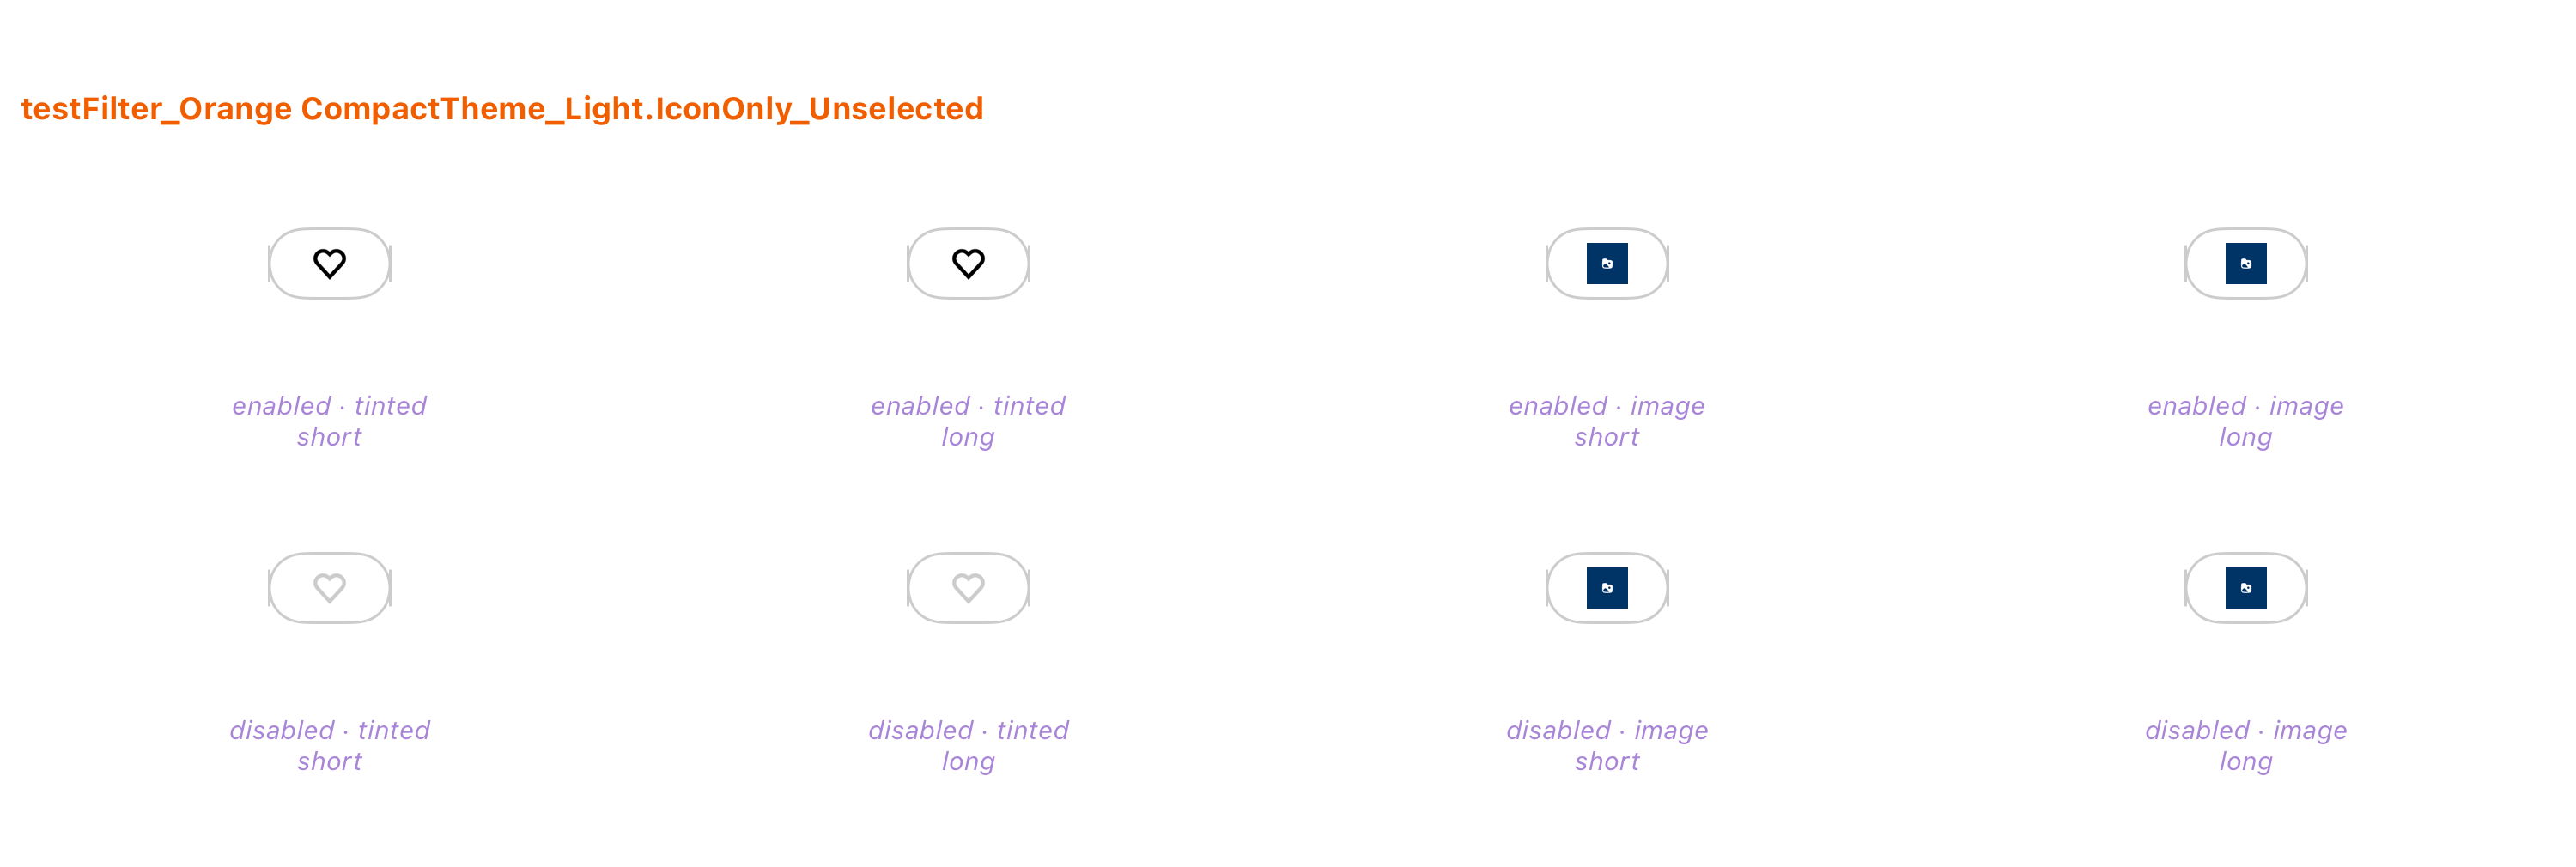 testFilter_Orange CompactTheme_Light.IconOnly_Unselected
enabled · tinted
short
enabled · tinted
long
enabled · image
short
enabled · image
long
disabled · tinted
short
disabled · tinted
long
disabled · image
short
disabled · image
long